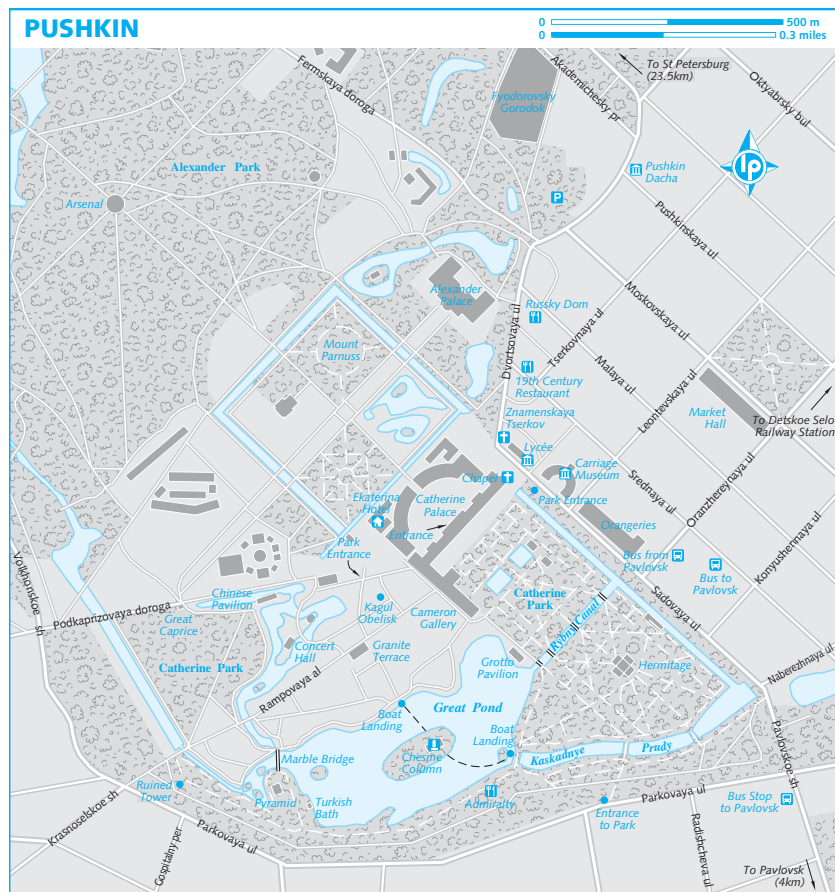 PUSHKIN
0
500 m
0
0.3 miles
Fermskaya doroga
Akademichesky pr
To St Petersburg
(23.5km)
Oktyabrsky bul
Fyodorovsky
Gorodok
lp
Alexander Park
Pushkin
Dacha
P
Arsenal
Pushkinskaya ul
Alexander
Palace
Moskovskaya ul
Russky Dom
Dvortsovaya ul
Tserkovnaya ul
Mount
Parnuss
Malaya ul
19th Century
Restaurant
Leontevskaya ul
Market
Hall
To Detskoe Selo
Railway Station
Znamenskaya
Tserkov
Lycée
Carriage
Museum
Chapel
Srednaya ul
Oranzhereynaya ul
Park Entrance
Ekaterina
Hotel
Catherine
Palace
Entrance
Orangeries
Park
Entrance
Bus from
Pavlovsk
Bus to
Pavlovsk
Konyushennaya ul
Volkhonskoe sh
Chinese
Pavilion
Catherine
Park
Sadovaya ul
Podkaprizovaya doroga
Great
Caprice
Kagul
Obelisk
Cameron
Gallery
Rybny Canal
Concert
Hall
Granite
Terrace
Grotto
Pavilion
Hermitage
Naberezhnaya ul
Catherine Park
Rampovaya al
Boat
Landing
Great Pond
Boat
Landing
Kaskadnye
Prudy
Pavlovskoe sh
Marble Bridge
Chesme
Column
Ruined
Tower
Pyramid
Turkish
Bath
Admiralty
Entrance
to Park
Parkovaya ul
Bus Stop
to Pavlovsk
Krasnoselskoe sh
Gospitalny per
Parkovaya ul
Radishcheva ul
To Pavlovsk
(4km)